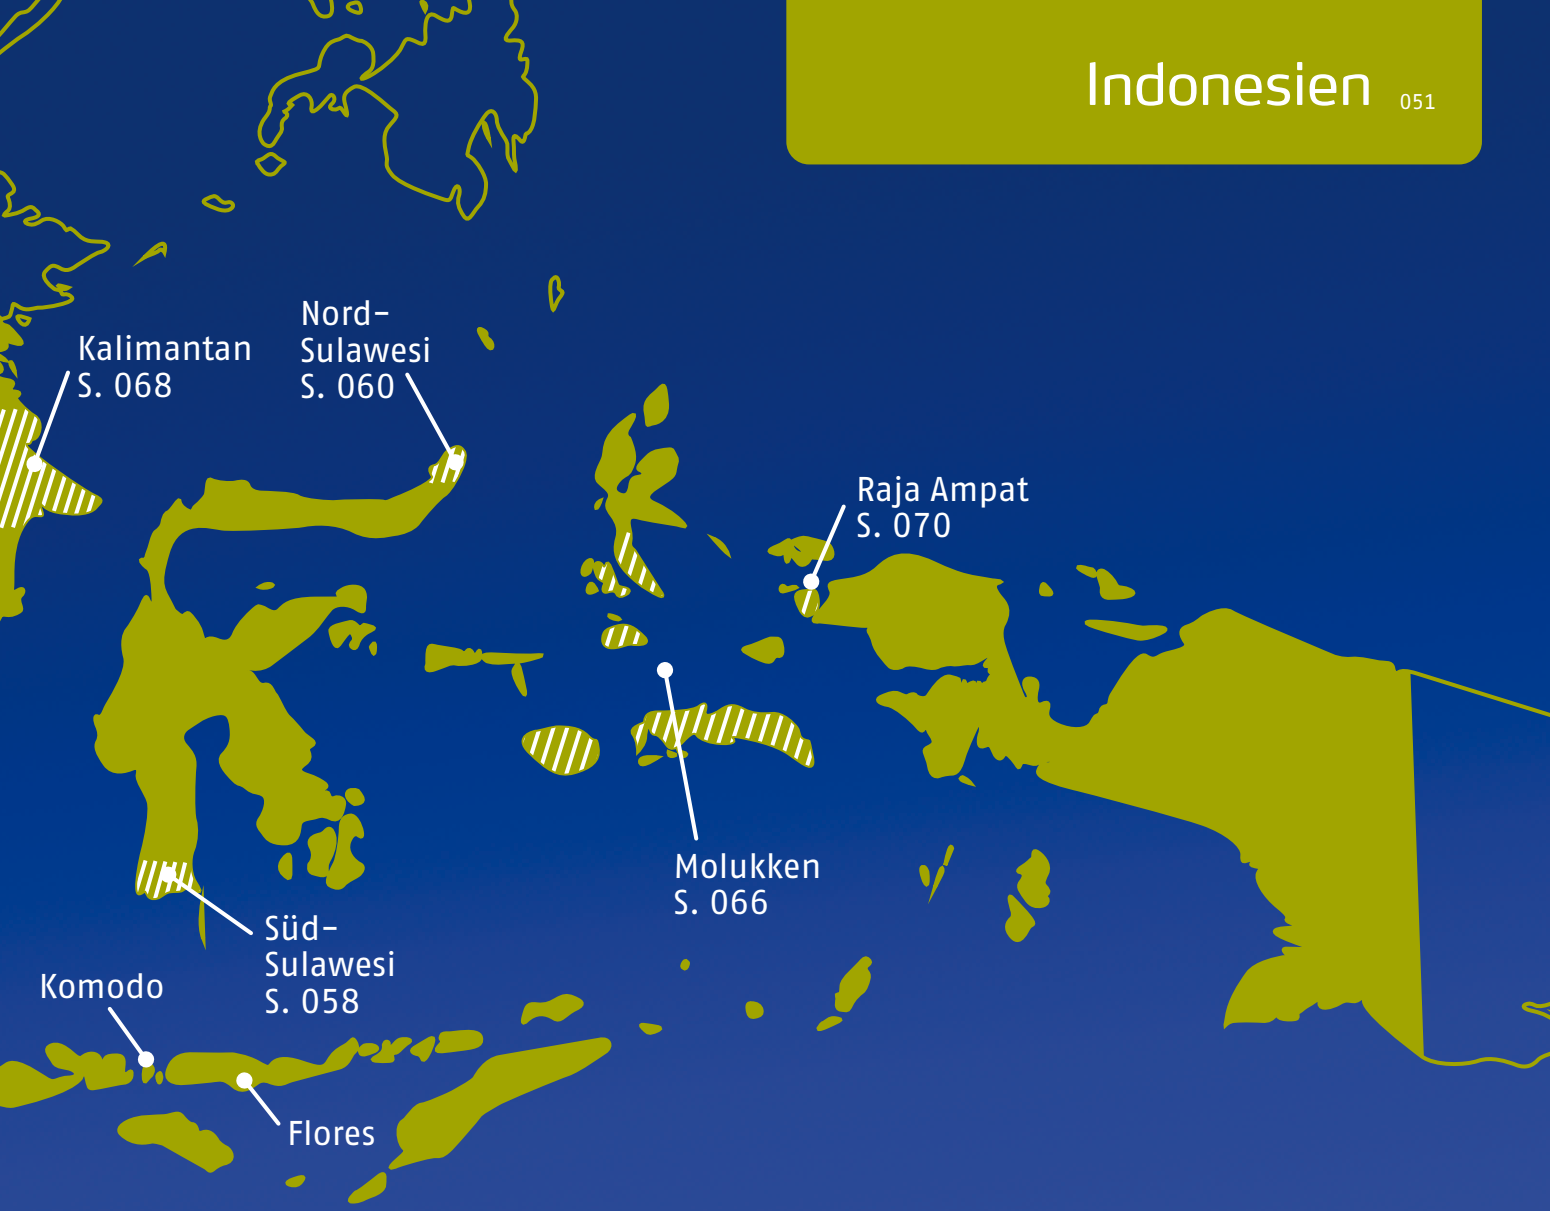 Indonesien 051
Nord-
Sulawesi
S. 060
Kalimantan
S. 068
Raja Ampat
S. 070
Molukken
S. 066
Süd-
Sulawesi
S. 058
Komodo
Flores